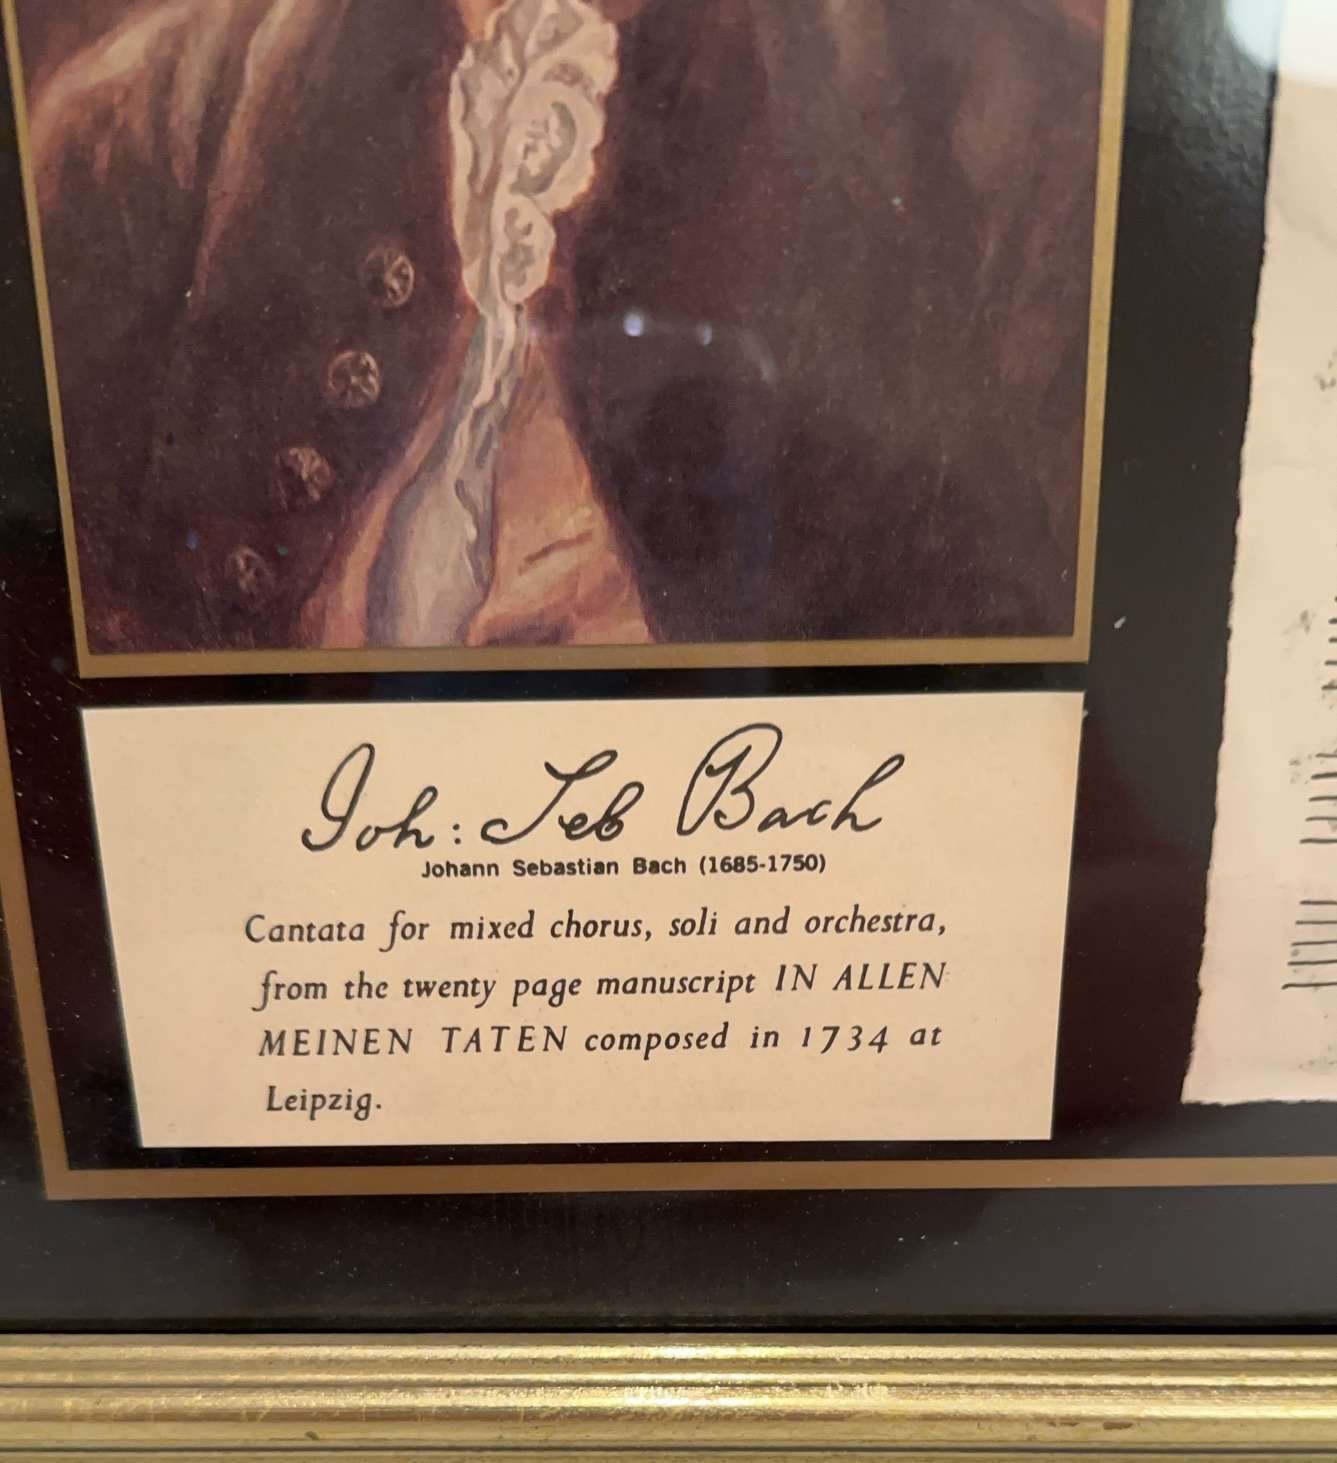 Joh: Seb Bach
Johann Sebastian Bach (1685-1750)
Cantata for mixed chorus, soli and orchestra,
from the twenty page manuscript IN ALLEN
MEINEN TATEN composed in 1734 at
Leipzig.